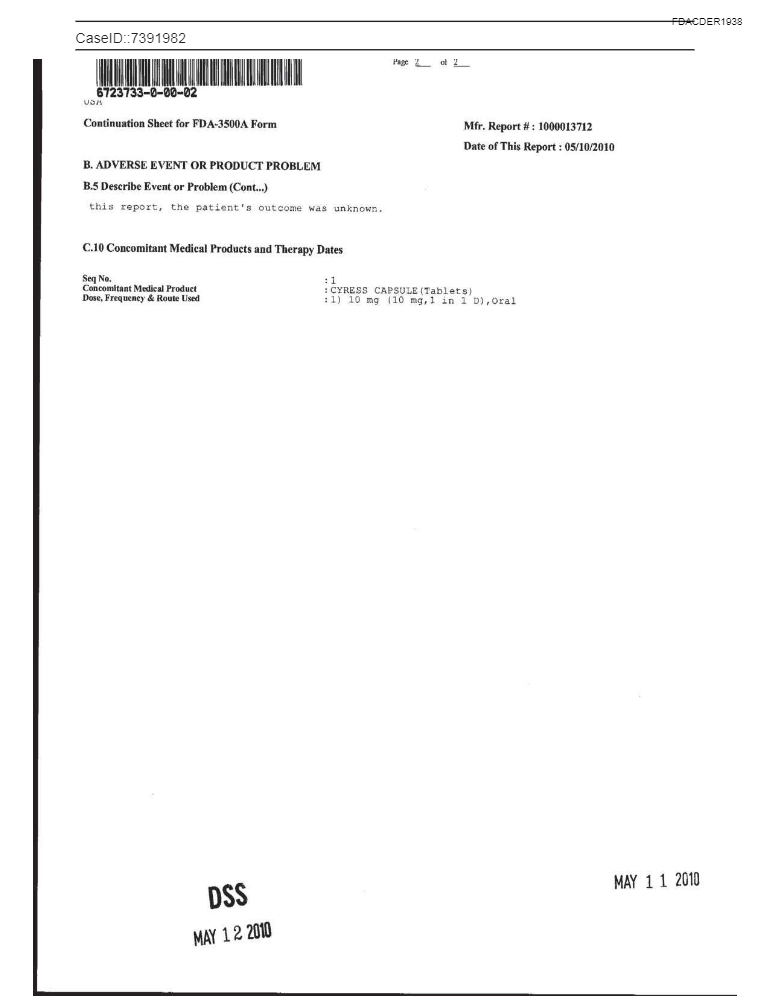 FDACDER1938
CaseID::7391982
Page 2 of 2
6723733-0-00-02
USA
Continuation Sheet for FDA-3500A Form
Mfr. Report # : 1000013712
Date of This Report : 05/10/2010
B. ADVERSE EVENT OR PRODUCT PROBLEM
B.5 Describe Event or Problem (Cont...)
this report, the patient's outcome was unknown.
C.10 Concomitant Medical Products and Therapy Dates
Seq No. : 1
Concomitant Medical Product : CYRESS CAPSULE(Tablets)
Dose, Frequency & Route Used : 1) 10 mg (10 mg,1 in 1 D),Oral
MAY 1 1 2010
DSS
MAY 1 2 2010